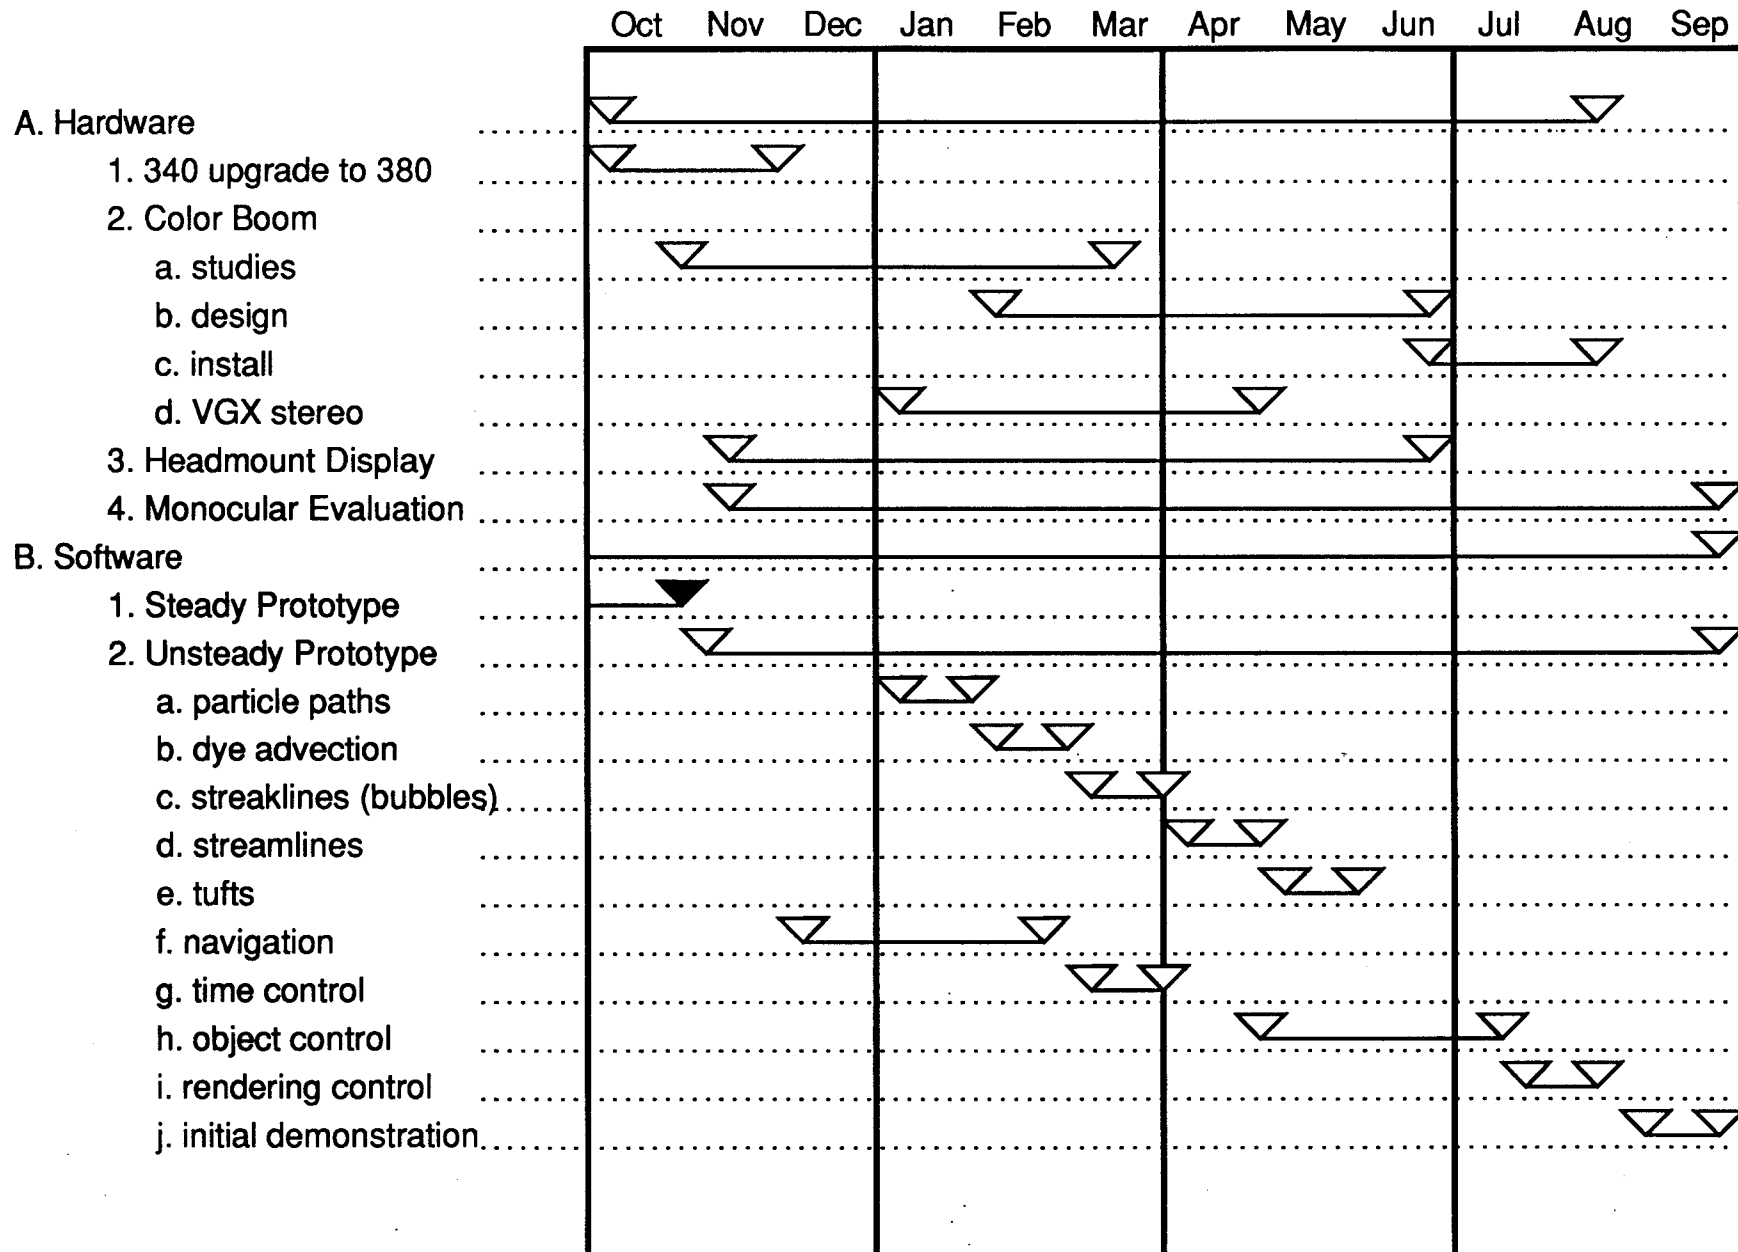 Oct Nov Dec Jan Feb Mar Apr May Jun Jul Aug Sep
A. Hardware
1. 340 upgrade to 380
2. Color Boom
a. studies
b. design
c. install
d. VGX stereo
3. Headmount Display
4. Monocular Evaluation
B. Software
1. Steady Prototype
2. Unsteady Prototype
a. particle paths
b. dye advection
c. streaklines (bubbles)
d. streamlines
e. tufts
f. navigation
g. time control
h. object control
i. rendering control
j. initial demonstration